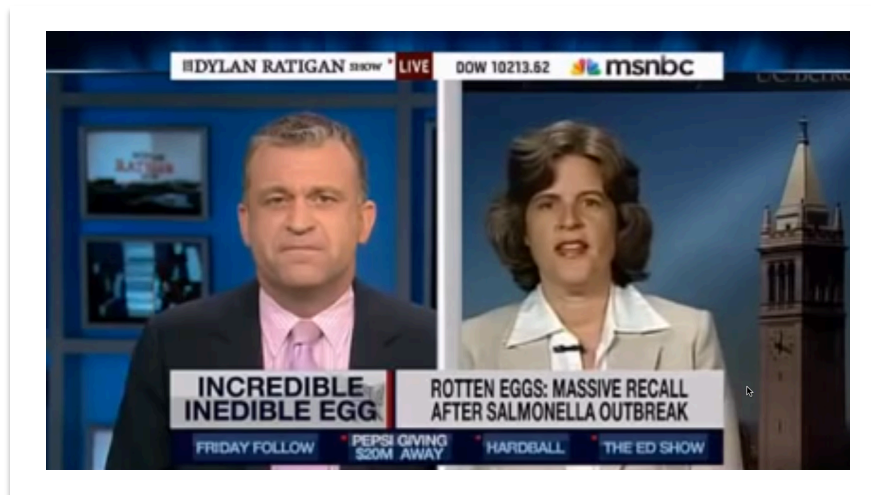 DYLAN RATIGAN SHOW LIVE DOW 10213.62 msnbc
RATIGAN
INCREDIBLE
INEDIBLE EGG
ROTTEN EGGS: MASSIVE RECALL
AFTER SALMONELLA OUTBREAK
FRIDAY FOLLOW
PEPSI GIVING
$20M AWAY
HARDBALL
THE ED SHOW